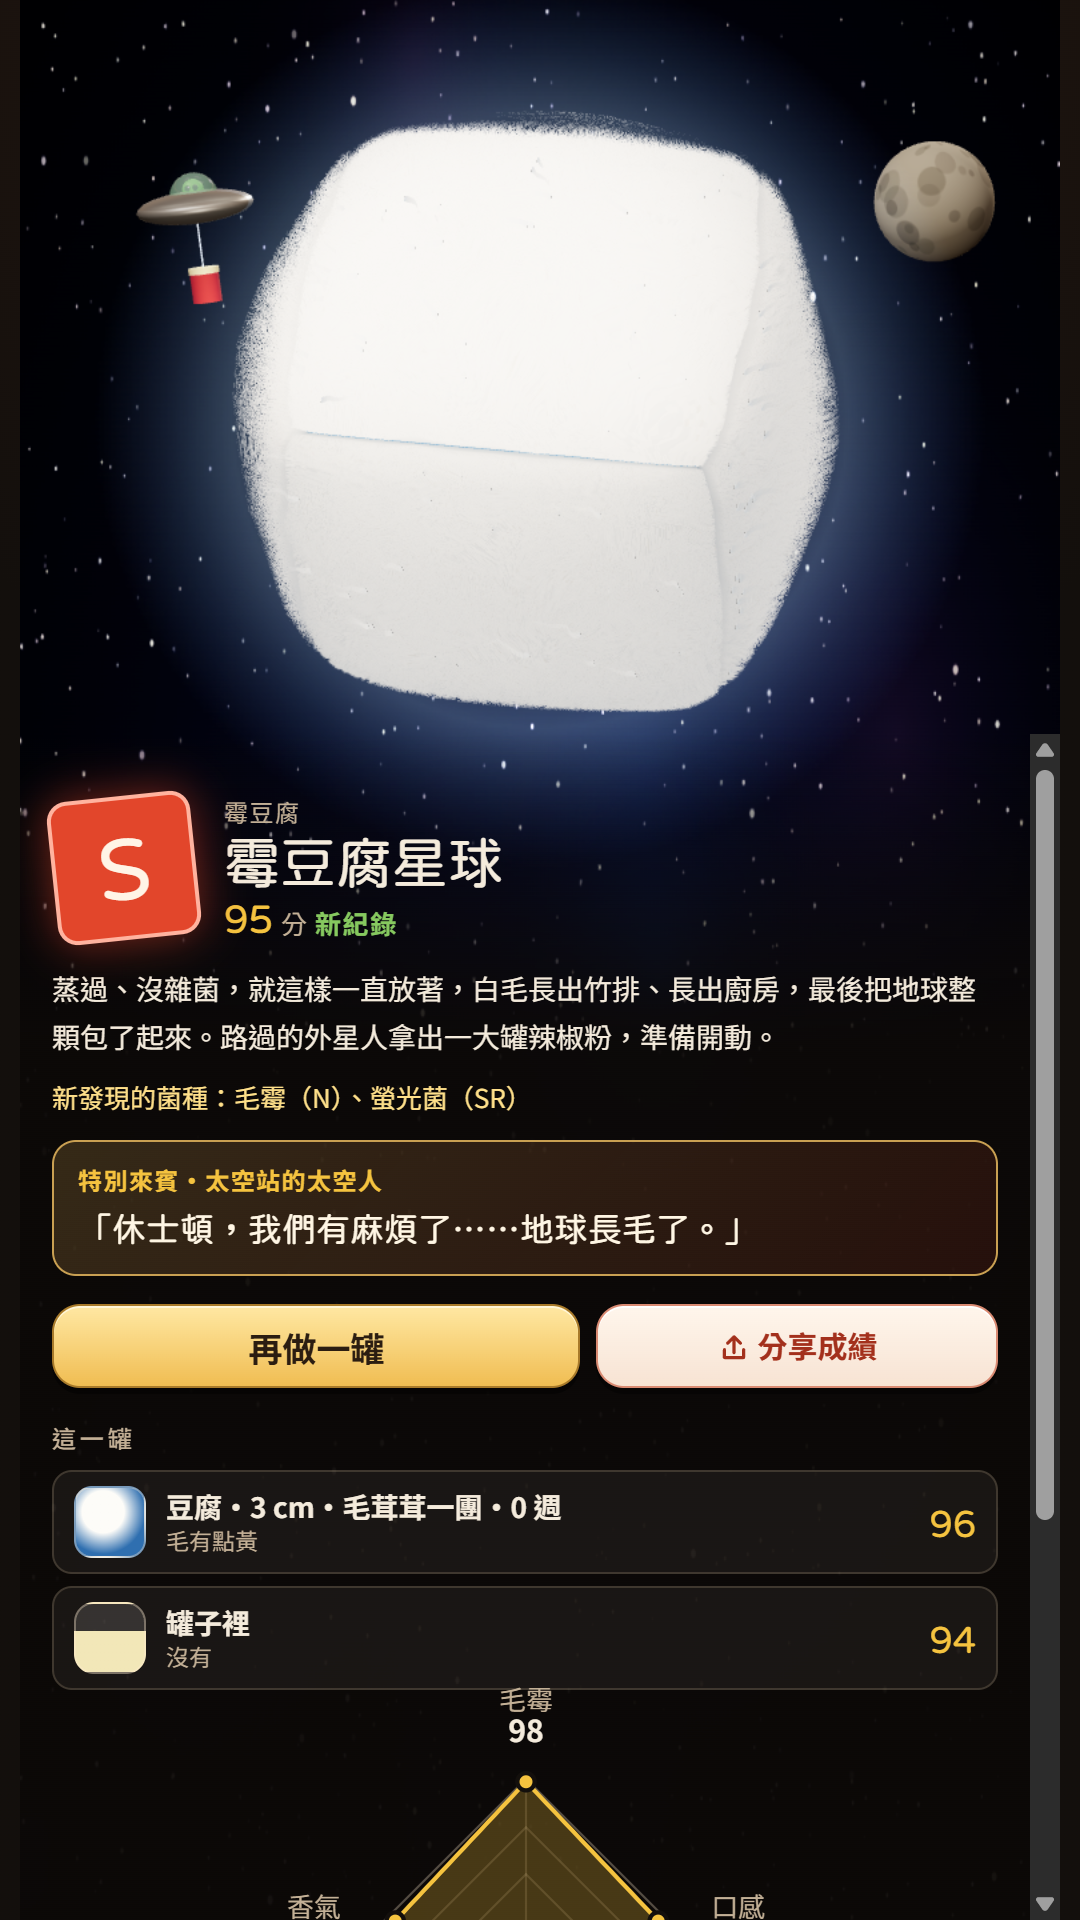 S
霉豆腐
霉豆腐星球
95 分 新紀錄
蒸過、沒雜菌，就這樣一直放著，白毛長出竹排、長出廚房，最後把地球整
顆包了起來。路過的外星人拿出一大罐辣椒粉，準備開動。
新發現的菌種：毛霉（N）、螢光菌（SR）
特別來賓・太空站的太空人
「休士頓，我們有麻煩了……地球長毛了。」
再做一罐
分享成績
這一罐
豆腐・3 cm・毛茸茸一團・0 週
毛有點黃
96
罐子裡
沒有
94
毛霉
98
香氣
口感